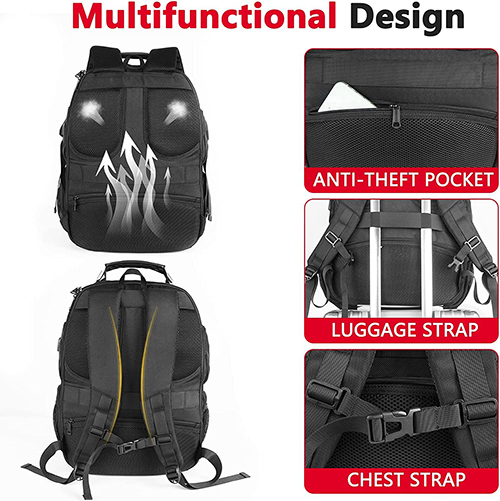 Multifunctional Design
ANTI-THEFT POCKET
LUGGAGE STRAP
CHEST STRAP